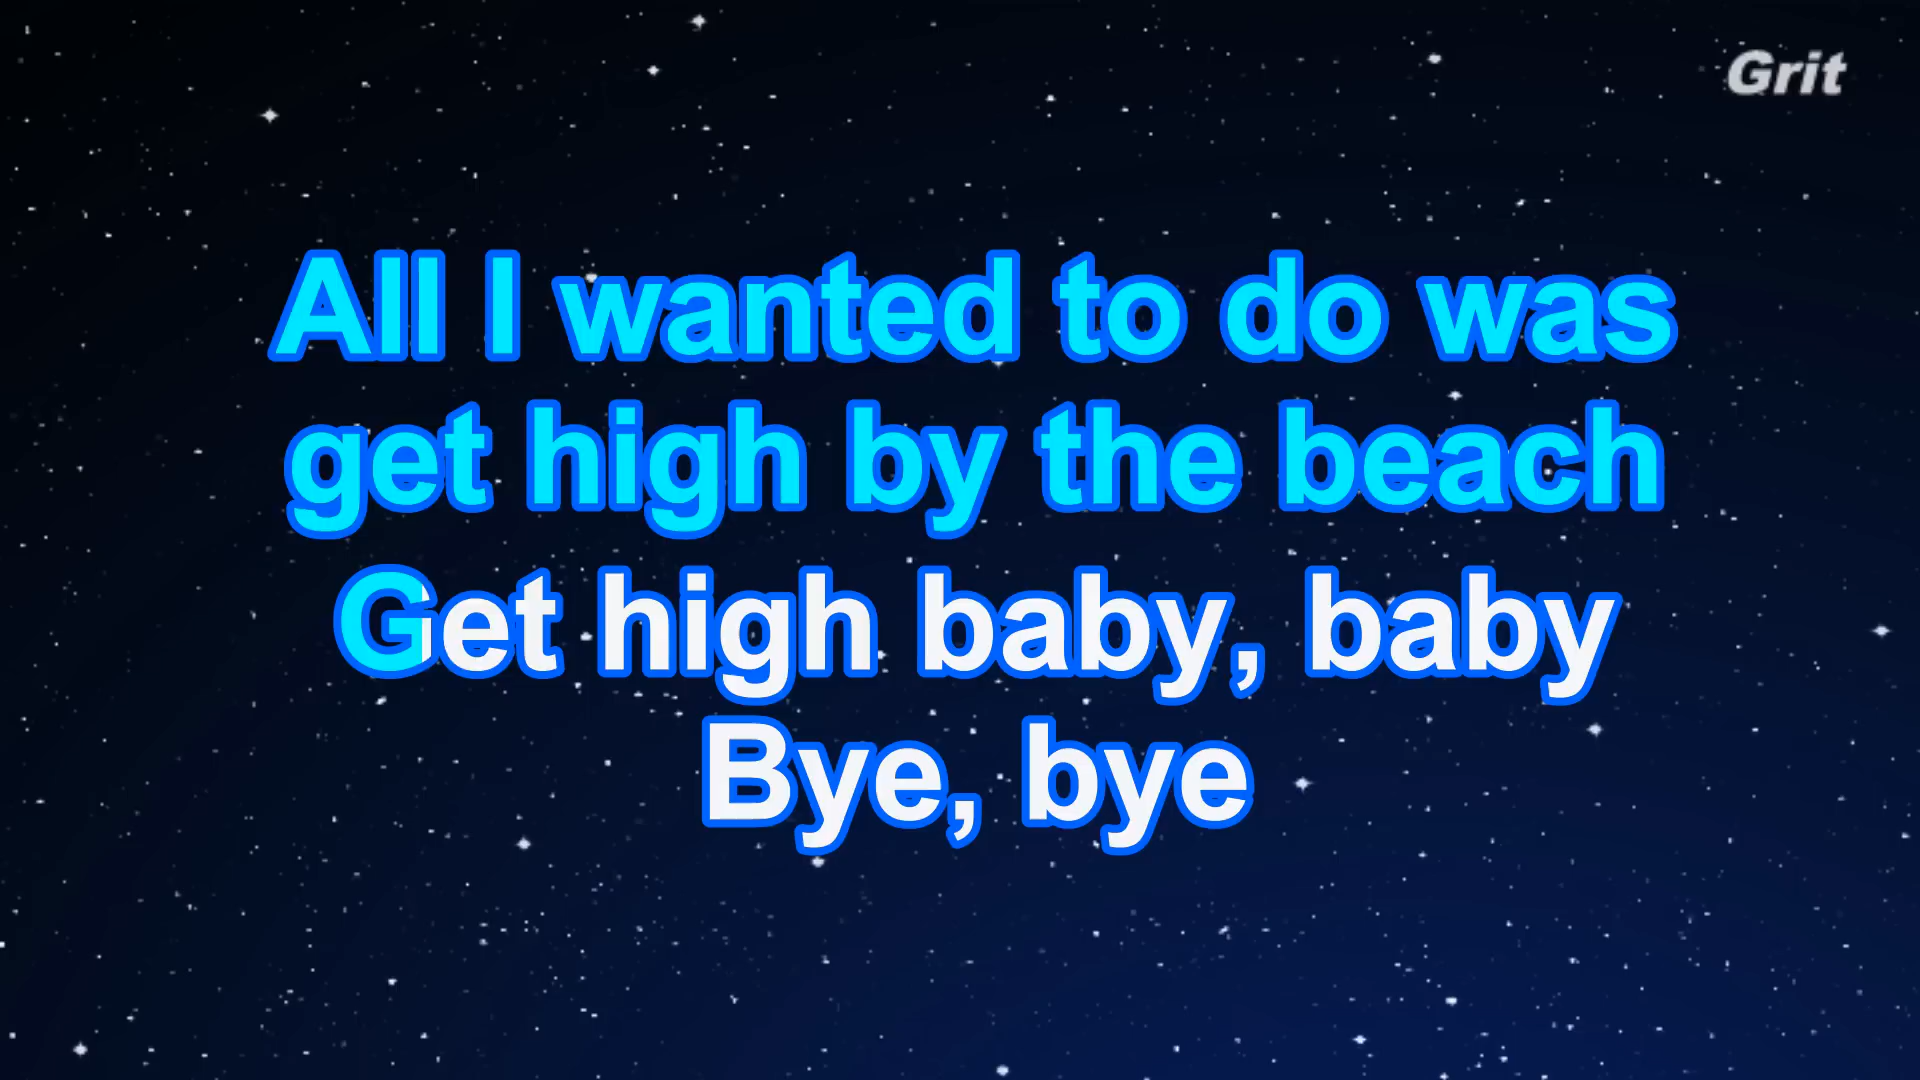 Grit
All I wanted to do was
get high by the beach
Get high baby, baby
Bye, bye